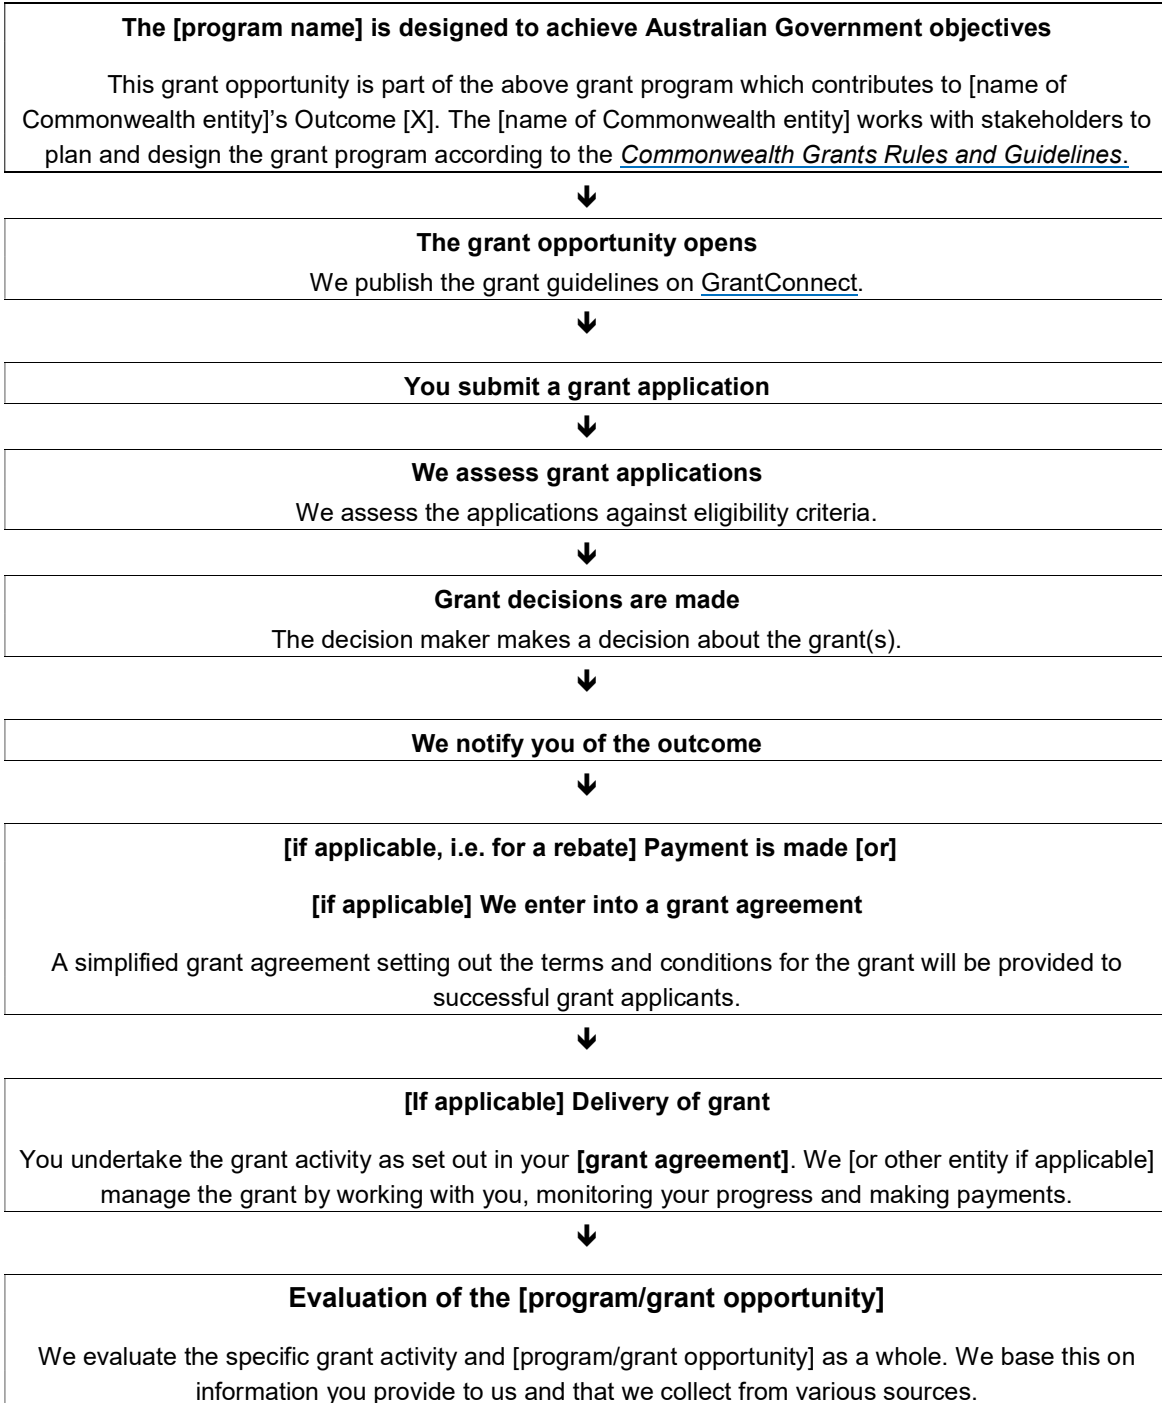 The [program name] is designed to achieve Australian Government objectives
This grant opportunity is part of the above grant program which contributes to [name of
Commonwealth entity]’s Outcome [X]. The [name of Commonwealth entity] works with stakeholders to
plan and design the grant program according to the Commonwealth Grants Rules and Guidelines.
The grant opportunity opens
We publish the grant guidelines on GrantConnect.
You submit a grant application
We assess grant applications
We assess the applications against eligibility criteria.
Grant decisions are made
The decision maker makes a decision about the grant(s).
We notify you of the outcome
[if applicable, i.e. for a rebate] Payment is made [or]
[if applicable] We enter into a grant agreement
A simplified grant agreement setting out the terms and conditions for the grant will be provided to
successful grant applicants.
[If applicable] Delivery of grant
You undertake the grant activity as set out in your [grant agreement]. We [or other entity if applicable]
manage the grant by working with you, monitoring your progress and making payments.
Evaluation of the [program/grant opportunity]
We evaluate the specific grant activity and [program/grant opportunity] as a whole. We base this on
information you provide to us and that we collect from various sources.